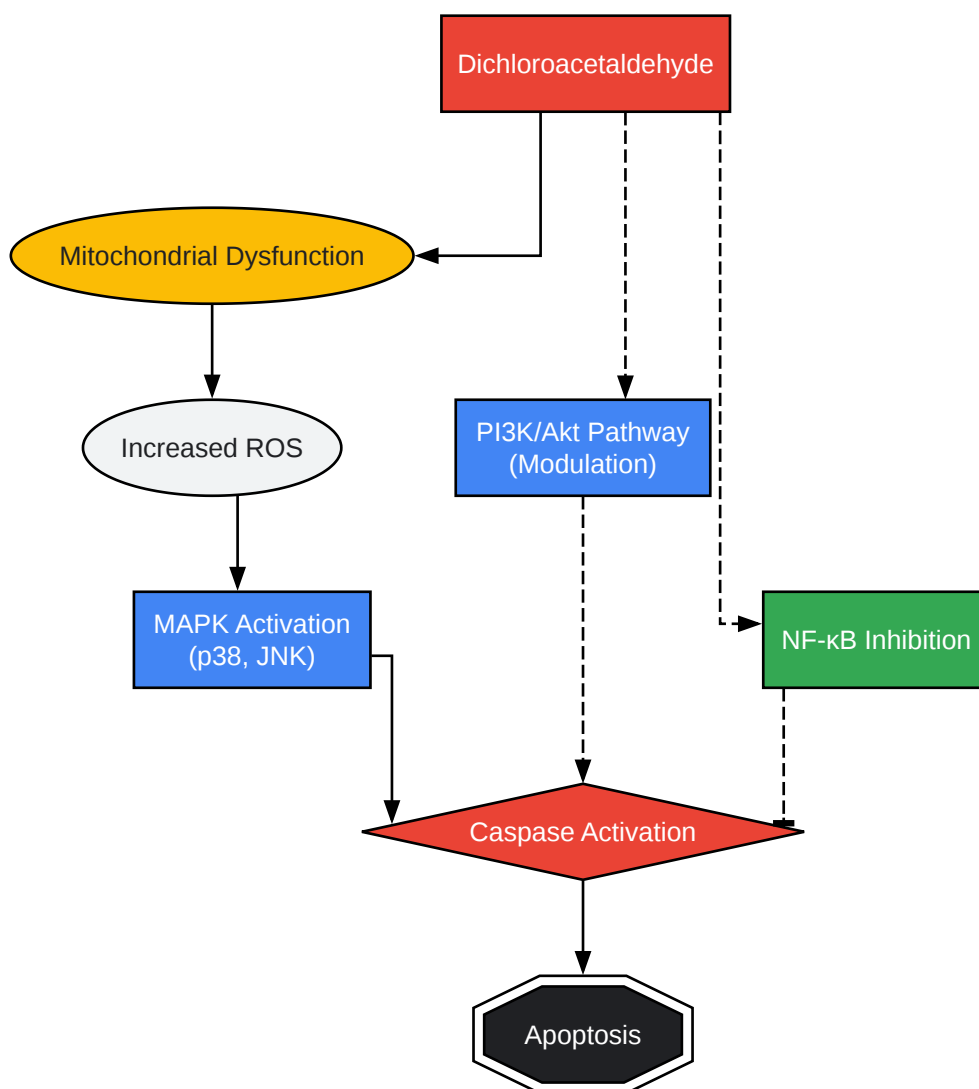 Dichloroacetaldehyde
Mitochondrial Dysfunction
Increased ROS
PI3K/Akt Pathway
(Modulation)
MAPK Activation
(p38, JNK)
NF-κB Inhibition
Caspase Activation
Apoptosis